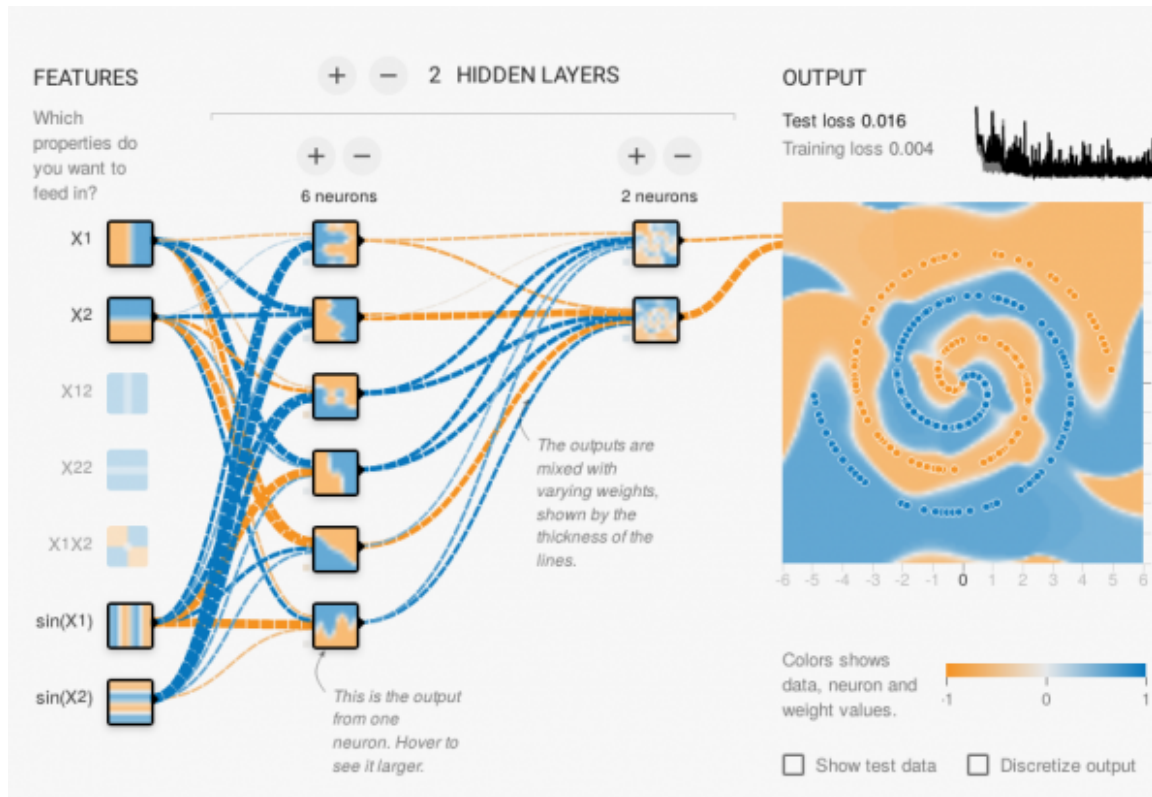 FEATURES
Which
properties do
you want to
feed in?
+ − 2 HIDDEN LAYERS
+ −
6 neurons
+ −
2 neurons
X1
X2
X12
X22
X1X2
sin(X1)
sin(X2)
The outputs are
mixed with
varying weights,
shown by the
thickness of the
lines.
This is the output
from one
neuron. Hover to
see it larger.
OUTPUT
Test loss 0.016
Training loss 0.004
-6 -5 -4 -3 -2 -1 0 1 2 3 4 5 6
Colors shows
data, neuron and
weight values.
-1 0 1
Show test data
Discretize output